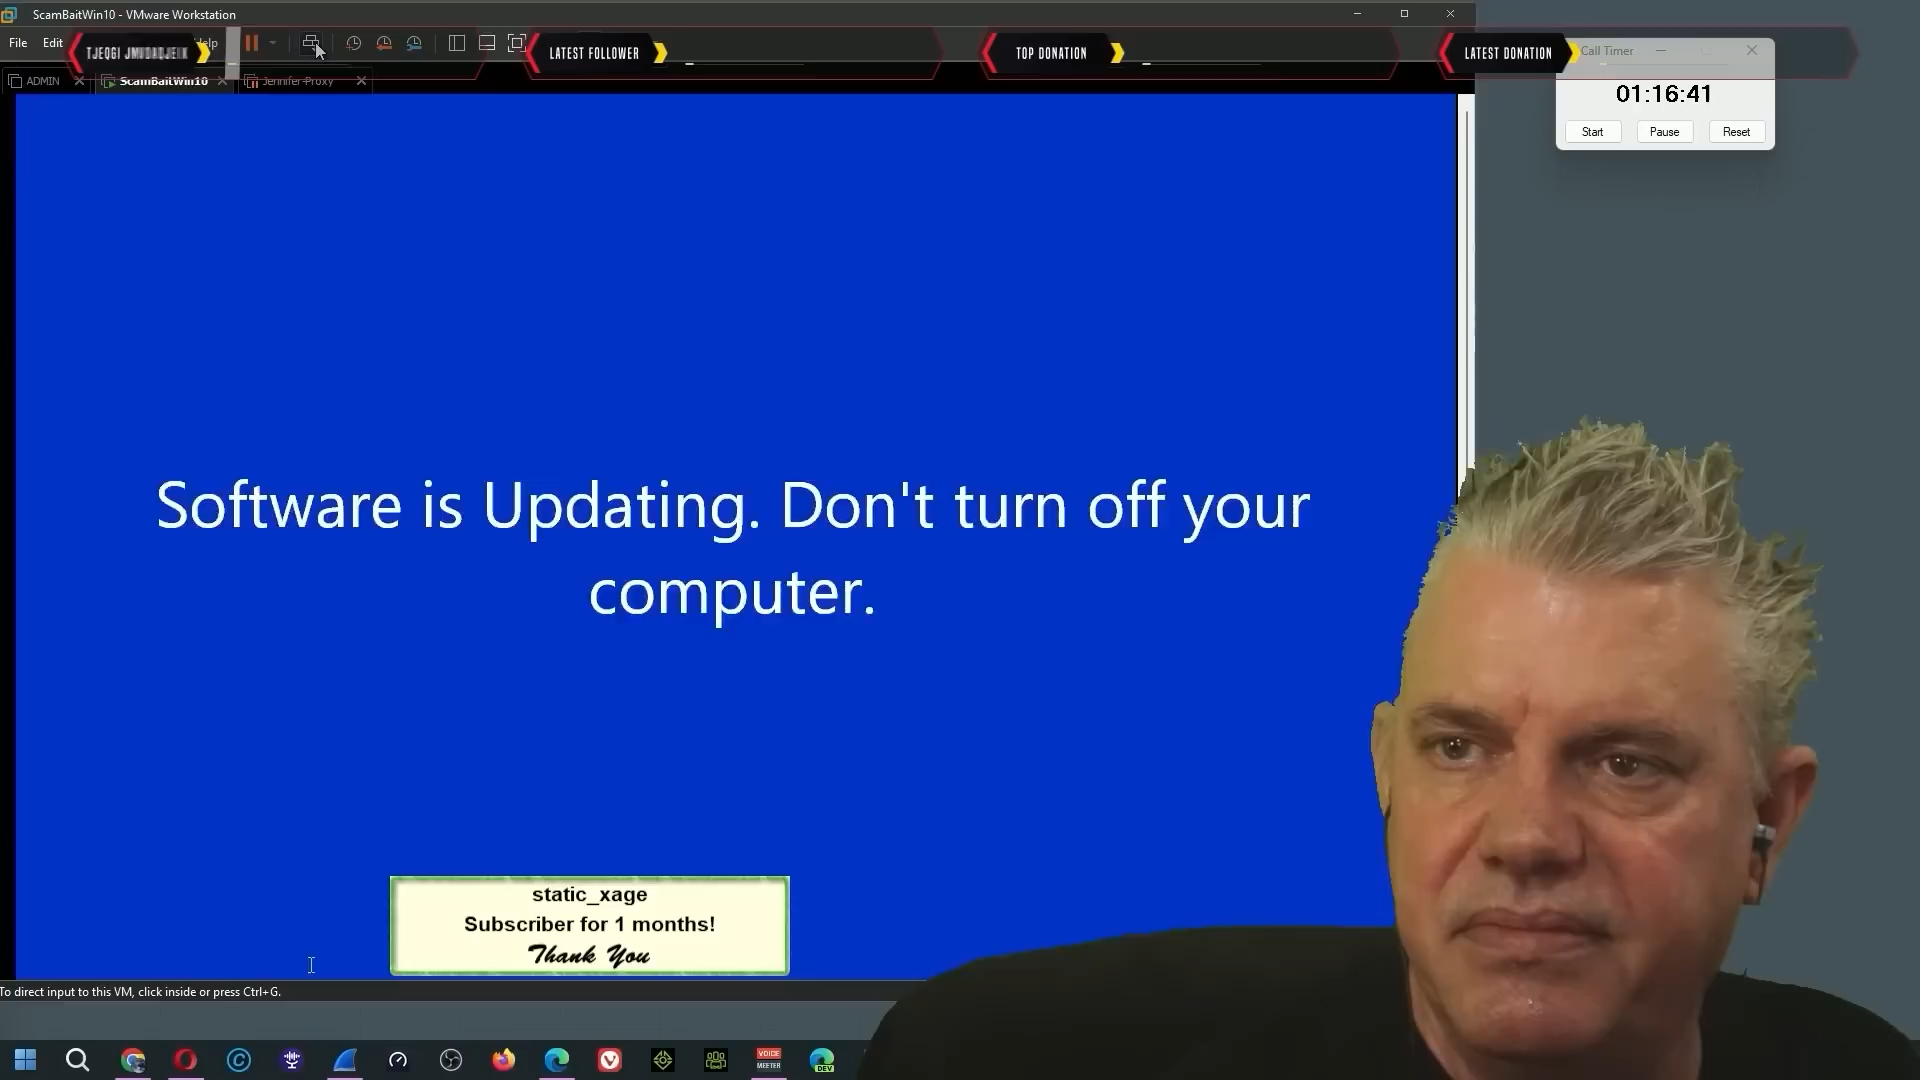 ScamBaitWin10 - VMware Workstation
File Edit Help
LATEST FOLLOWER
TOP DONATION
LATEST DONATION
Call Timer
ADMIN ScamBaitWin10 Jennifer-Proxy
01:16:41
Start Pause Reset
Software is Updating. Don't turn off your
computer.
static_xage
Subscriber for 1 months!
Thank You
To direct input to this VM, click inside or press Ctrl+G.
VOICE
MEETER
DEV